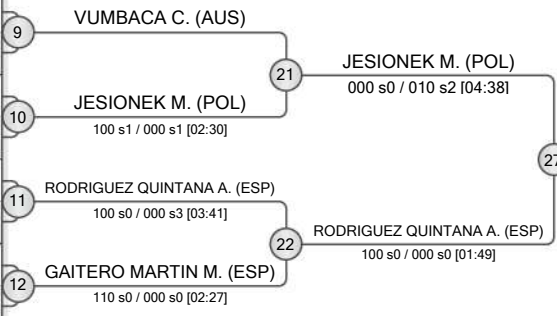 9
VUMBACA C. (AUS)
21
JESIONEK M. (POL)
000 s0 / 010 s2 [04:38]
10
JESIONEK M. (POL)
100 s1 / 000 s1 [02:30]
27
11
RODRIGUEZ QUINTANA A. (ESP)
100 s0 / 000 s3 [03:41]
22
RODRIGUEZ QUINTANA A. (ESP)
100 s0 / 000 s0 [01:49]
12
GAITERO MARTIN M. (ESP)
110 s0 / 000 s0 [02:27]